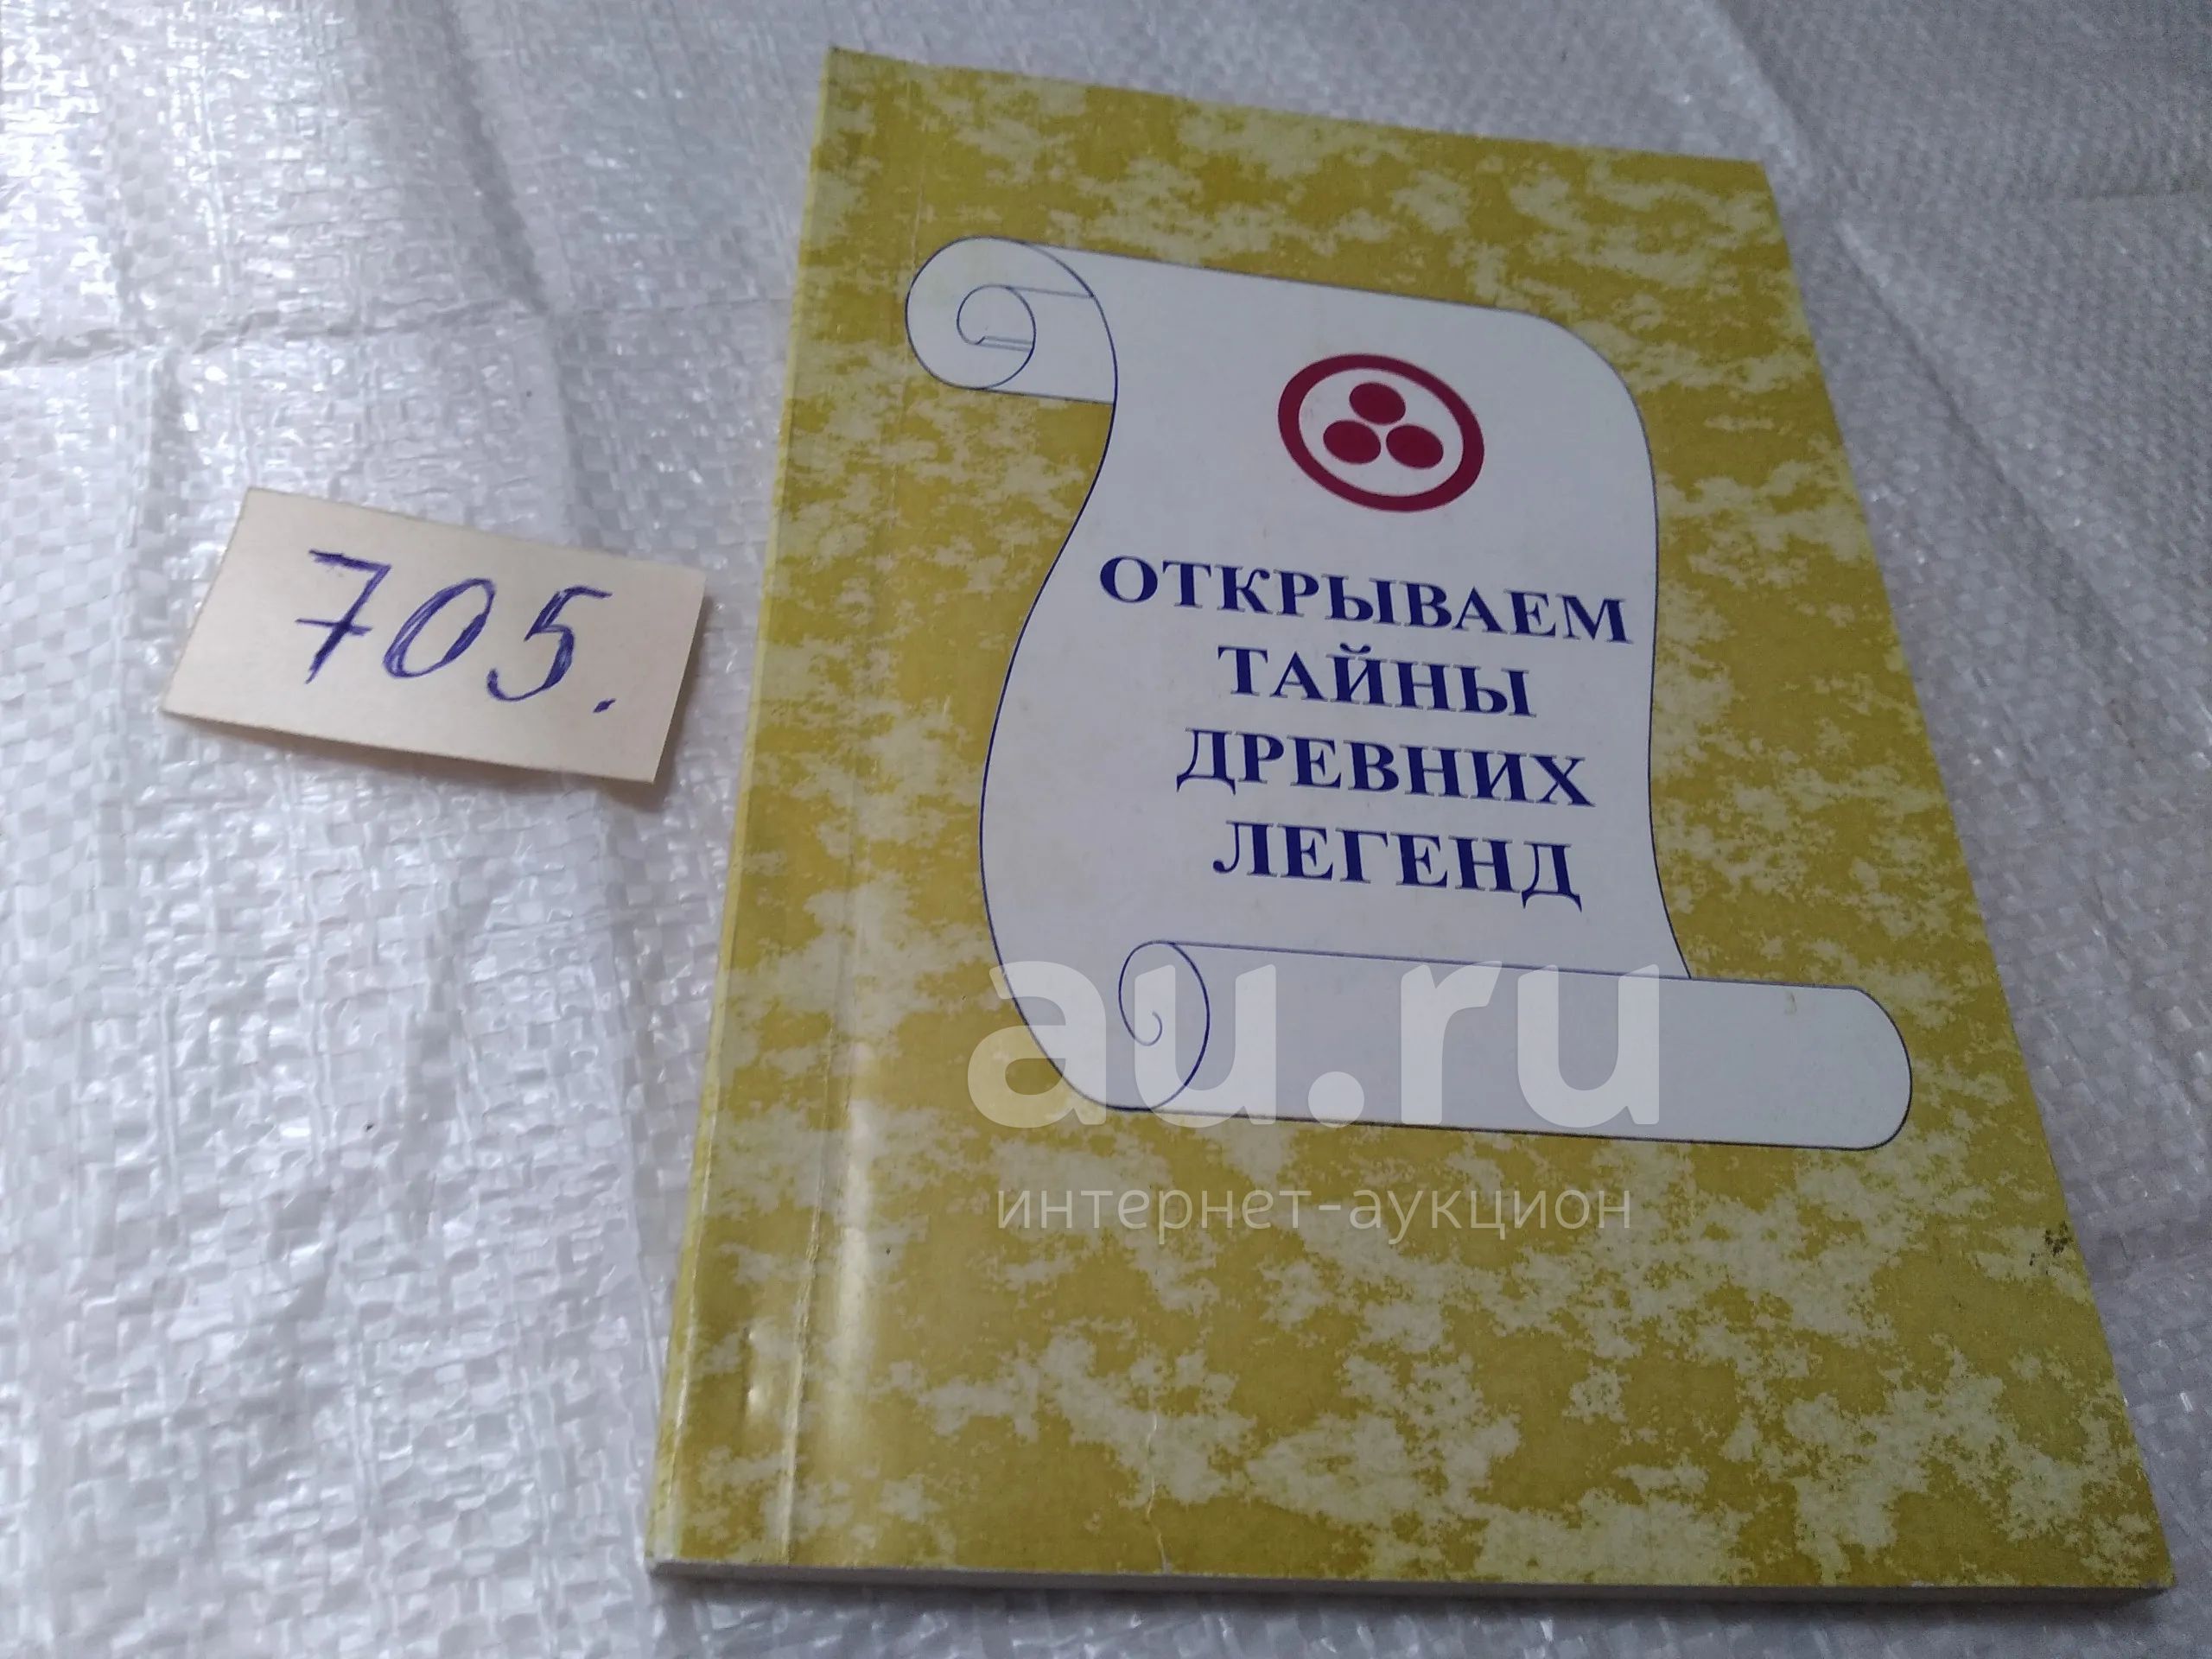 705.
ОТКРЫВАЕМ
ТАЙНЫ
ДРЕВНИХ
ЛЕГЕНД
au.ru
интернет-аукцион